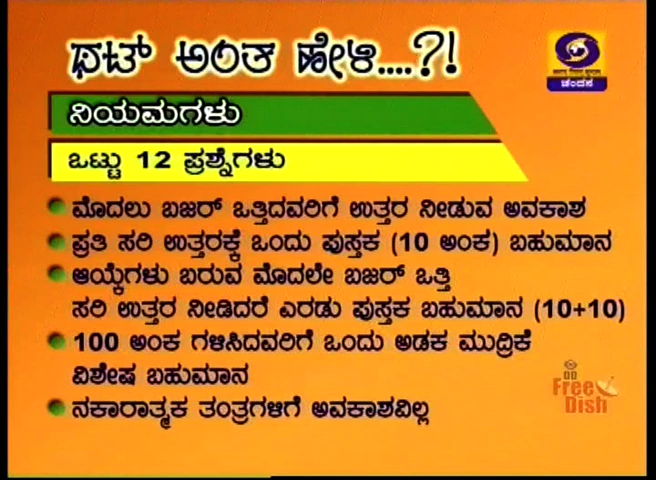 ಥಟ್ ಅಂತ ಹೇಳಿ....?!
ಚಂದನ
ನಿಯಮಗಳು
ಒಟ್ಟು 12 ಪ್ರಶ್ನೆಗಳು
ಮೊದಲು ಬಜರ್ ಒತ್ತಿದವರಿಗೆ ಉತ್ತರ ನೀಡುವ ಅವಕಾಶ
ಪ್ರತಿ ಸರಿ ಉತ್ತರಕ್ಕೆ ಒಂದು ಪುಸ್ತಕ (10 ಅಂಕ) ಬಹುಮಾನ
ಆಯ್ಕೆಗಳು ಬರುವ ಮೊದಲೇ ಬಜರ್ ಒತ್ತಿ
ಸರಿ ಉತ್ತರ ನೀಡಿದರೆ ಎರಡು ಪುಸ್ತಕ ಬಹುಮಾನ (10+10)
100 ಅಂಕ ಗಳಿಸಿದವರಿಗೆ ಒಂದು ಅಡಕ ಮುದ್ರಿಕೆ
ವಿಶೇಷ ಬಹುಮಾನ
ನಕಾರಾತ್ಮಕ ತಂತ್ರಗಳಿಗೆ ಅವಕಾಶವಿಲ್ಲ
DD
Free
Dish